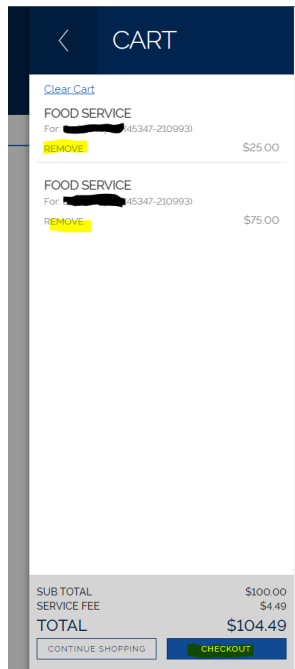 CART
Clear Cart
FOOD SERVICE
For: (45347-210993)
REMOVE $25.00
FOOD SERVICE
For: 45347-210993)
REMOVE $75.00
SUB TOTAL $100.00
SERVICE FEE $4.49
TOTAL $104.49
CONTINUE SHOPPING CHECKOUT